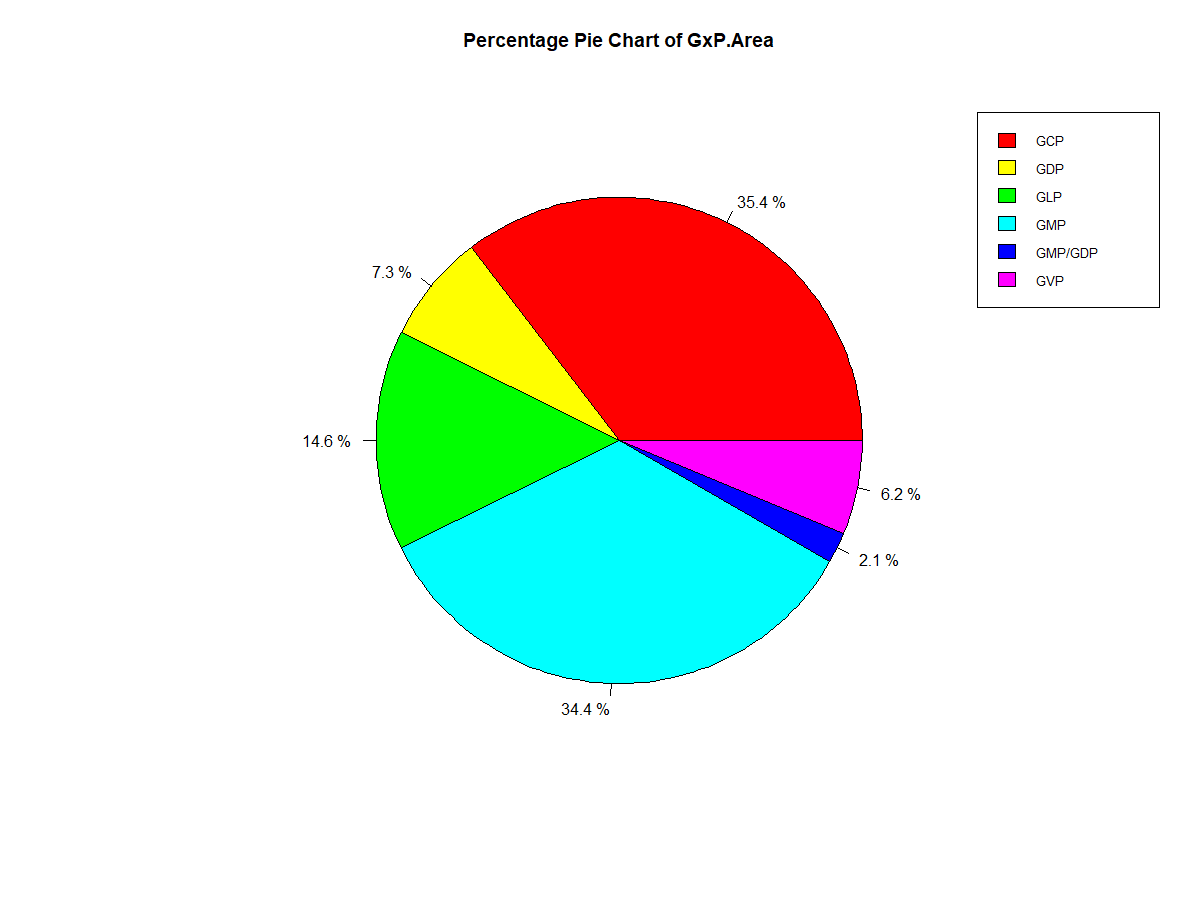 Percentage Pie Chart of GxP.Area
GCP
GDP
GLP
GMP
GMP/GDP
GVP
35.4 %
7.3 %
14.6 %
34.4 %
2.1 %
6.2 %